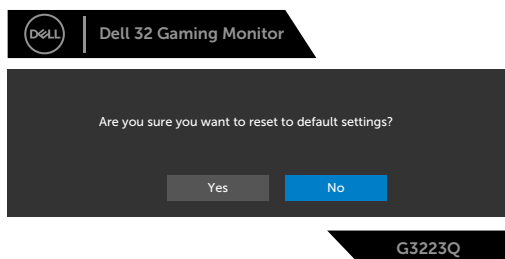 DELL
Dell 32 Gaming Monitor
Are you sure you want to reset to default settings?
Yes No
G3223Q